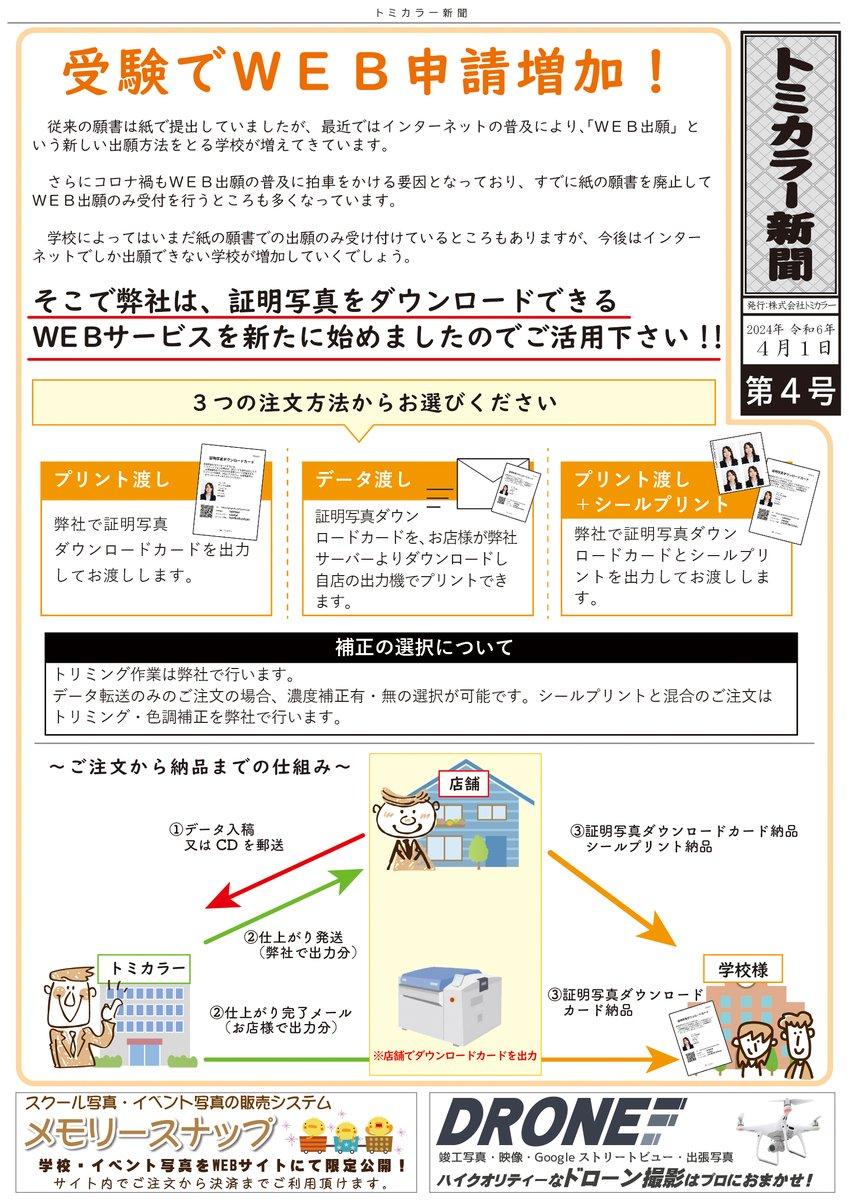 トミカラー新聞
受験でＷＥＢ申請増加！
従来の願書は紙で提出していましたが、最近ではインターネットの普及により、「ＷＥＢ出願」と
いう新しい出願方法をとる学校が増えてきています。
さらにコロナ禍もＷＥＢ出願の普及に拍車をかける要因となっており、すでに紙の願書を廃止して
ＷＥＢ出願のみ受付を行うところも多くなっています。
学校によってはいまだ紙の願書での出願のみ受け付けているところもありますが、今後はインター
ネットでしか出願できない学校が増加していくでしょう。
そこで弊社は、証明写真をダウンロードできる
WEBサービスを新たに始めましたのでご活用下さい！！
トミカラー新聞
発行：株式会社トミカラー
2024年 令和6年
４月１日
第４号
３つの注文方法からお選びください
プリント渡し
証明写真ダウンロードカード
弊社で証明写真
ダウンロードカードを出力
してお渡しします。
データ渡し
証明写真ダウン
ロードカードを、お店様が弊社
サーバーよりダウンロードし
自店の出力機でプリントでき
ます。
プリント渡し
＋シールプリント
弊社で証明写真ダウン
ロードカードとシールプリ
ントを出力してお渡ししま
す。
補正の選択について
トリミング作業は弊社で行います。
データ転送のみのご注文の場合、濃度補正有・無の選択が可能です。シールプリントと混合のご注文は
トリミング・色調補正を弊社で行います。
～ご注文から納品までの仕組み～
店舗
①データ入稿
又は CD を郵送
③証明写真ダウンロードカード納品
シールプリント納品
②仕上がり発送
（弊社で出力分）
トミカラー
学校様
②仕上がり完了メール
（お店様で出力分）
③証明写真ダウンロード
カード納品
※店舗でダウンロードカードを出力
スクール写真・イベント写真の販売システム
メモリースナップ
学校・イベント写真をWEBサイトにて限定公開！
サイト内でご注文から決済までご利用頂けます。
DRONE
竣工写真・映像・Google ストリートビュー・出張写真
ハイクオリティーなドローン撮影はプロにおまかせ！